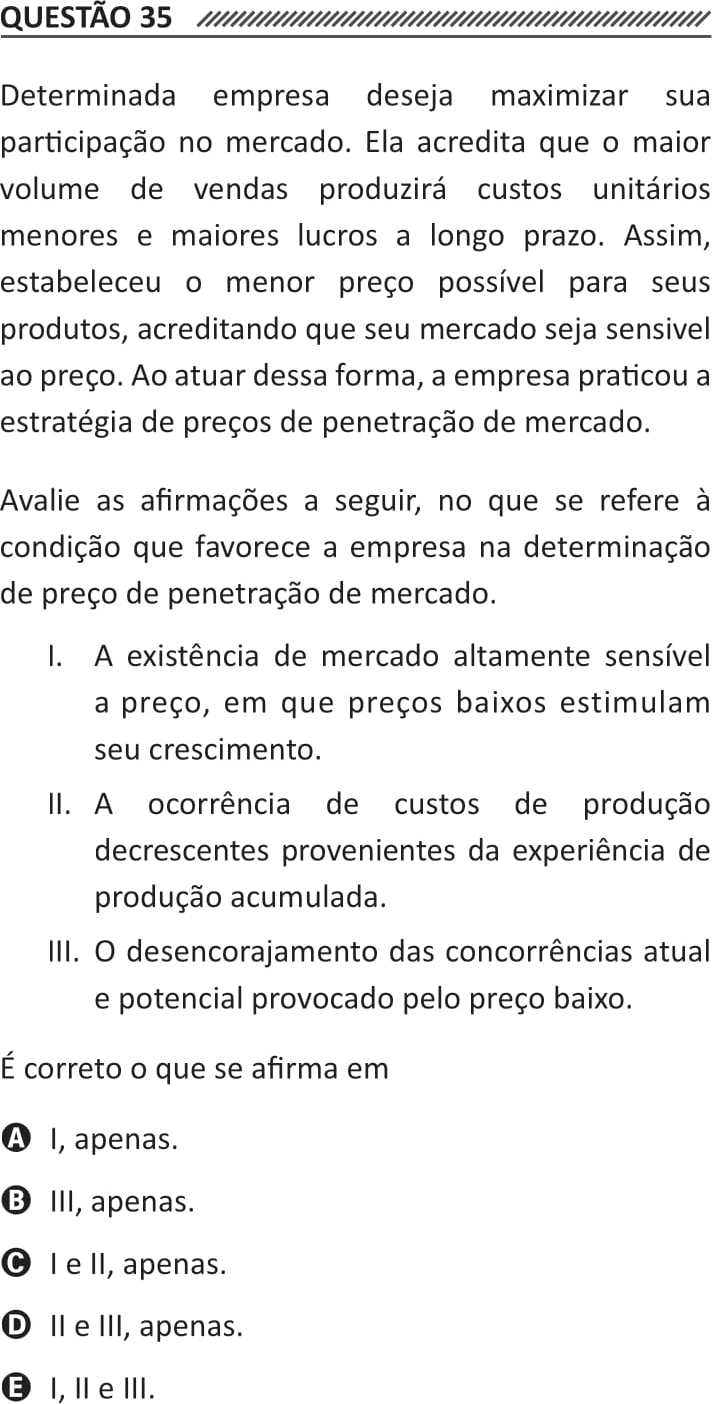 QUESTÃO 35
Determinada empresa deseja maximizar sua
participação no mercado. Ela acredita que o maior
volume de vendas produzirá custos unitários
menores e maiores lucros a longo prazo. Assim,
estabeleceu o menor preço possível para seus
produtos, acreditando que seu mercado seja sensivel
ao preço. Ao atuar dessa forma, a empresa praticou a
estratégia de preços de penetração de mercado.
Avalie as afirmações a seguir, no que se refere à
condição que favorece a empresa na determinação
de preço de penetração de mercado.
I. A existência de mercado altamente sensível
a preço, em que preços baixos estimulam
seu crescimento.
II. A ocorrência de custos de produção
decrescentes provenientes da experiência de
produção acumulada.
III. O desencorajamento das concorrências atual
e potencial provocado pelo preço baixo.
É correto o que se afirma em
A I, apenas.
B III, apenas.
C I e II, apenas.
D II e III, apenas.
E I, II e III.